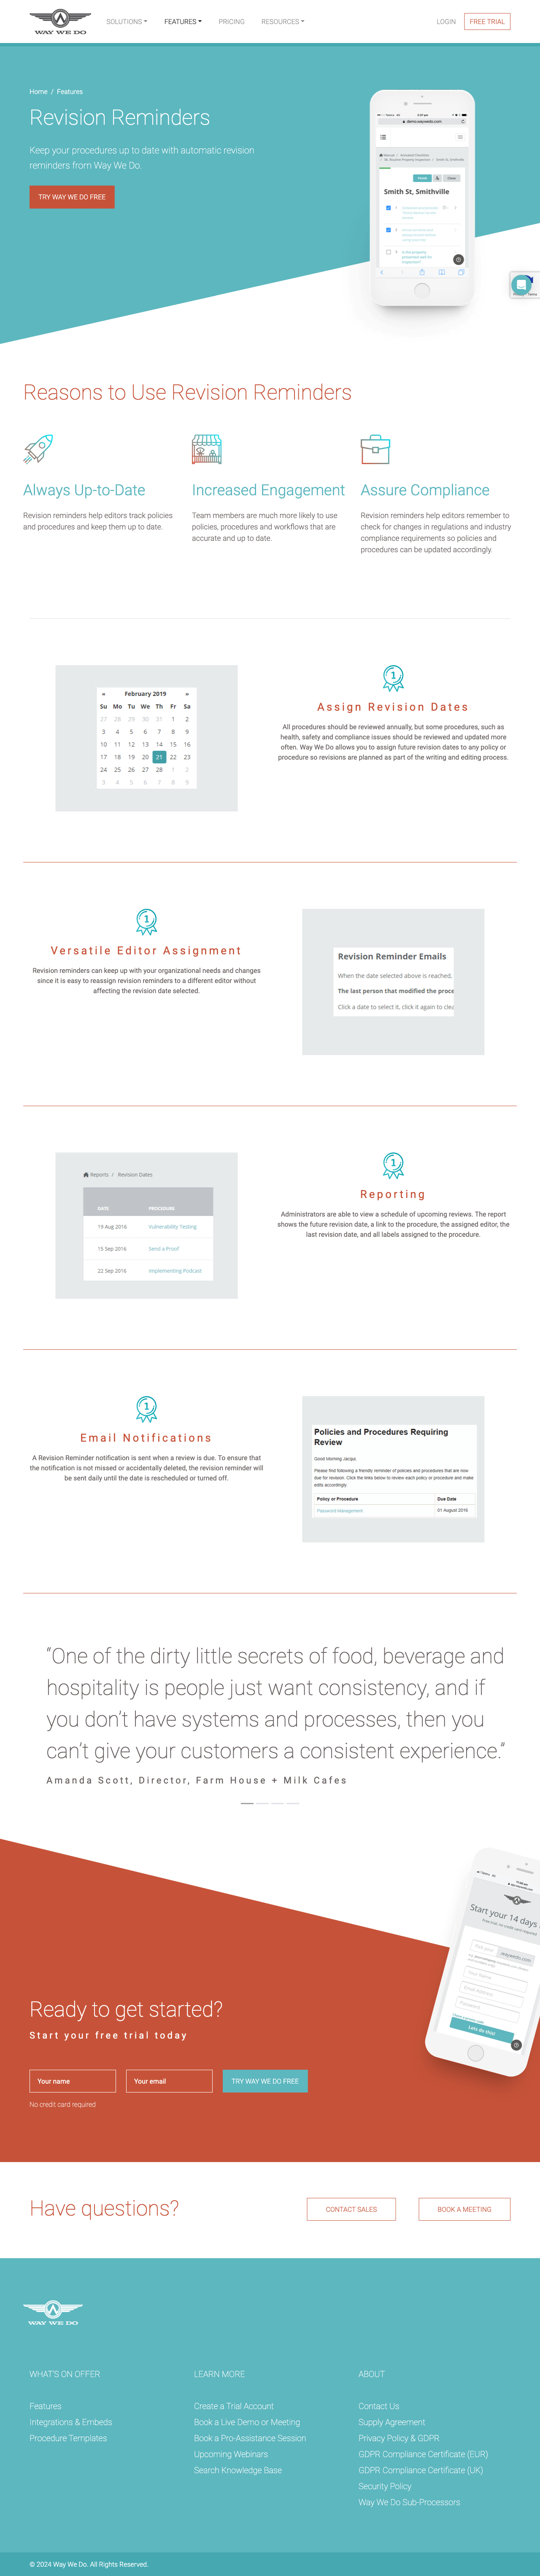 WAY WE DO
SOLUTIONS FEATURES PRICING RESOURCES LOGIN FREE TRIAL
Home / Features
Revision Reminders
Keep your procedures up to date with automatic revision
reminders from Way We Do.
TRY WAY WE DO FREE
demo.waywedo.com
Smith St, Smithville
Is the property
presented well for
inspection?
Reasons to Use Revision Reminders
Always Up-to-Date
Revision reminders help editors track policies
and procedures and keep them up to date.
Increased Engagement
Team members are much more likely to use
policies, procedures and workflows that are
accurate and up to date.
Assure Compliance
Revision reminders help editors remember to
check for changes in regulations and industry
compliance requirements so policies and
procedures can be updated accordingly.
« February 2019 »
Su Mo Tu We Th Fr Sa
27 28 29 30 31 1 2
3 4 5 6 7 8 9
10 11 12 13 14 15 16
17 18 19 20 21 22 23
24 25 26 27 28 1 2
3 4 5 6 7 8 9
1
Assign Revision Dates
All procedures should be reviewed annually, but some procedures, such as
health, safety and compliance issues should be reviewed and updated more
often. Way We Do allows you to assign future revision dates to any policy or
procedure so revisions are planned as part of the writing and editing process.
1
Versatile Editor Assignment
Revision reminders can keep up with your organizational needs and changes
since it is easy to reassign revision reminders to a different editor without
affecting the revision date selected.
Revision Reminder Emails
When the date selected above is reached,
The last person that modified the proce
Click a date to select it, click it again to clea
Reports / Revision Dates
DATE PROCEDURE
19 Aug 2016 Vulnerability Testing
15 Sep 2016 Send a Proof
22 Sep 2016 Implementing Podcast
1
Reporting
Administrators are able to view a schedule of upcoming reviews. The report
shows the future revision date, a link to the procedure, the assigned editor, the
last revision date, and all labels assigned to the procedure.
1
Email Notifications
A Revision Reminder notification is sent when a review is due. To ensure that
the notification is not missed or accidentally deleted, the revision reminder will
be sent daily until the date is rescheduled or turned off.
Policies and Procedures Requiring
Review
Good Morning Jacqui,
Please find following a friendly reminder of policies and procedures that are now
due for revision. Click the links below to review each policy or procedure and make
edits accordingly.
Policy or Procedure Due Date
Password Management 01-August 2016
“One of the dirty little secrets of food, beverage and
hospitality is people just want consistency, and if
you don’t have systems and processes, then you
can’t give your customers a consistent experience.”
Amanda Scott, Director, Farm House + Milk Cafes
Start your 14 days
Free trial, no credit card required
.waywedo.com
Your Name
Email Address
Password
Lets do this!
Ready to get started?
Start your free trial today
Your name Your email TRY WAY WE DO FREE
No credit card required
Have questions?
CONTACT SALES BOOK A MEETING
WAY WE DO
WHAT'S ON OFFER
Features
Integrations & Embeds
Procedure Templates
LEARN MORE
Create a Trial Account
Book a Live Demo or Meeting
Book a Pro-Assistance Session
Upcoming Webinars
Search Knowledge Base
ABOUT
Contact Us
Supply Agreement
Privacy Policy & GDPR
GDPR Compliance Certificate (EUR)
GDPR Compliance Certificate (UK)
Security Policy
Way We Do Sub-Processors
© 2024 Way We Do. All Rights Reserved.